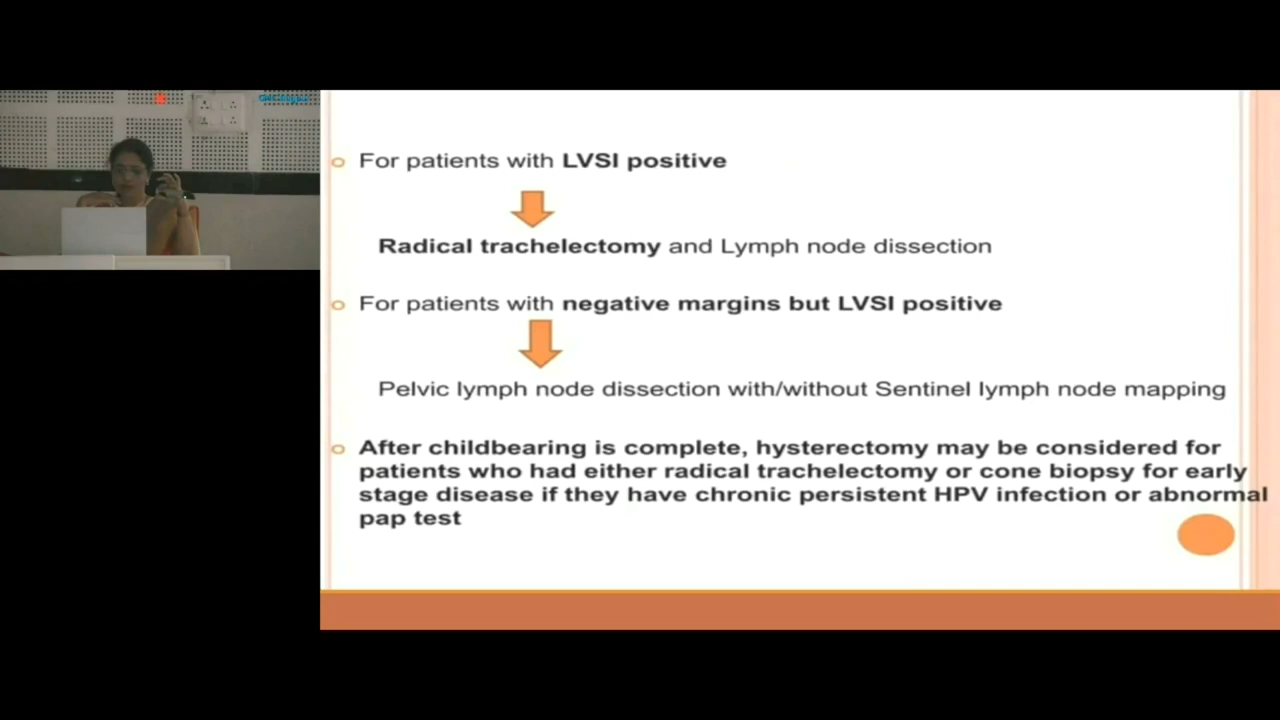 For patients with LVSI positive
Radical trachelectomy and Lymph node dissection
For patients with negative margins but LVSI positive
Pelvic lymph node dissection with/without Sentinel lymph node mapping
After childbearing is complete, hysterectomy may be considered for
patients who had either radical trachelectomy or cone biopsy for early
stage disease if they have chronic persistent HPV infection or abnormal
pap test